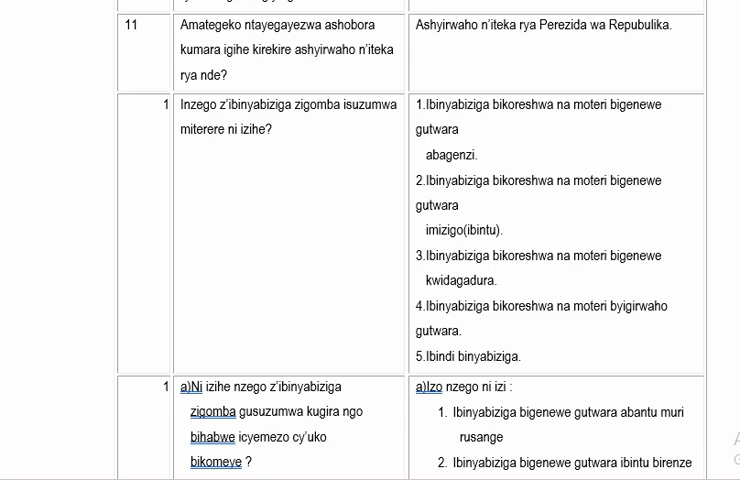 11
Amategeko ntayegayezwa ashobora
kumara igihe kirekire ashyirwaho n'iteka
rya nde?
Ashyirwaho n'iteka rya Perezida wa Repubulika.
1
Inzego z'ibinyabiziga zigomba isuzumwa
miterere ni izihe?
1.Ibinyabiziga bikoreshwa na moteri bigenewe
gutwara
abagenzi.
2.Ibinyabiziga bikoreshwa na moteri bigenewe
gutwara
imizigo(ibintu).
3.Ibinyabiziga bikoreshwa na moteri bigenewe
kwidagadura.
4.Ibinyabiziga bikoreshwa na moteri byigirwaho
gutwara.
5.Ibindi binyabiziga.
1
a)Ni izihe nzego z'ibinyabiziga
zigomba gusuzumwa kugira ngo
bihabwe icyemezo cy'uko
bikomeye ?
a)Izo nzego ni izi :
1. Ibinyabiziga bigenewe gutwara abantu muri
rusange
2. Ibinyabiziga bigenewe gutwara ibintu birenze